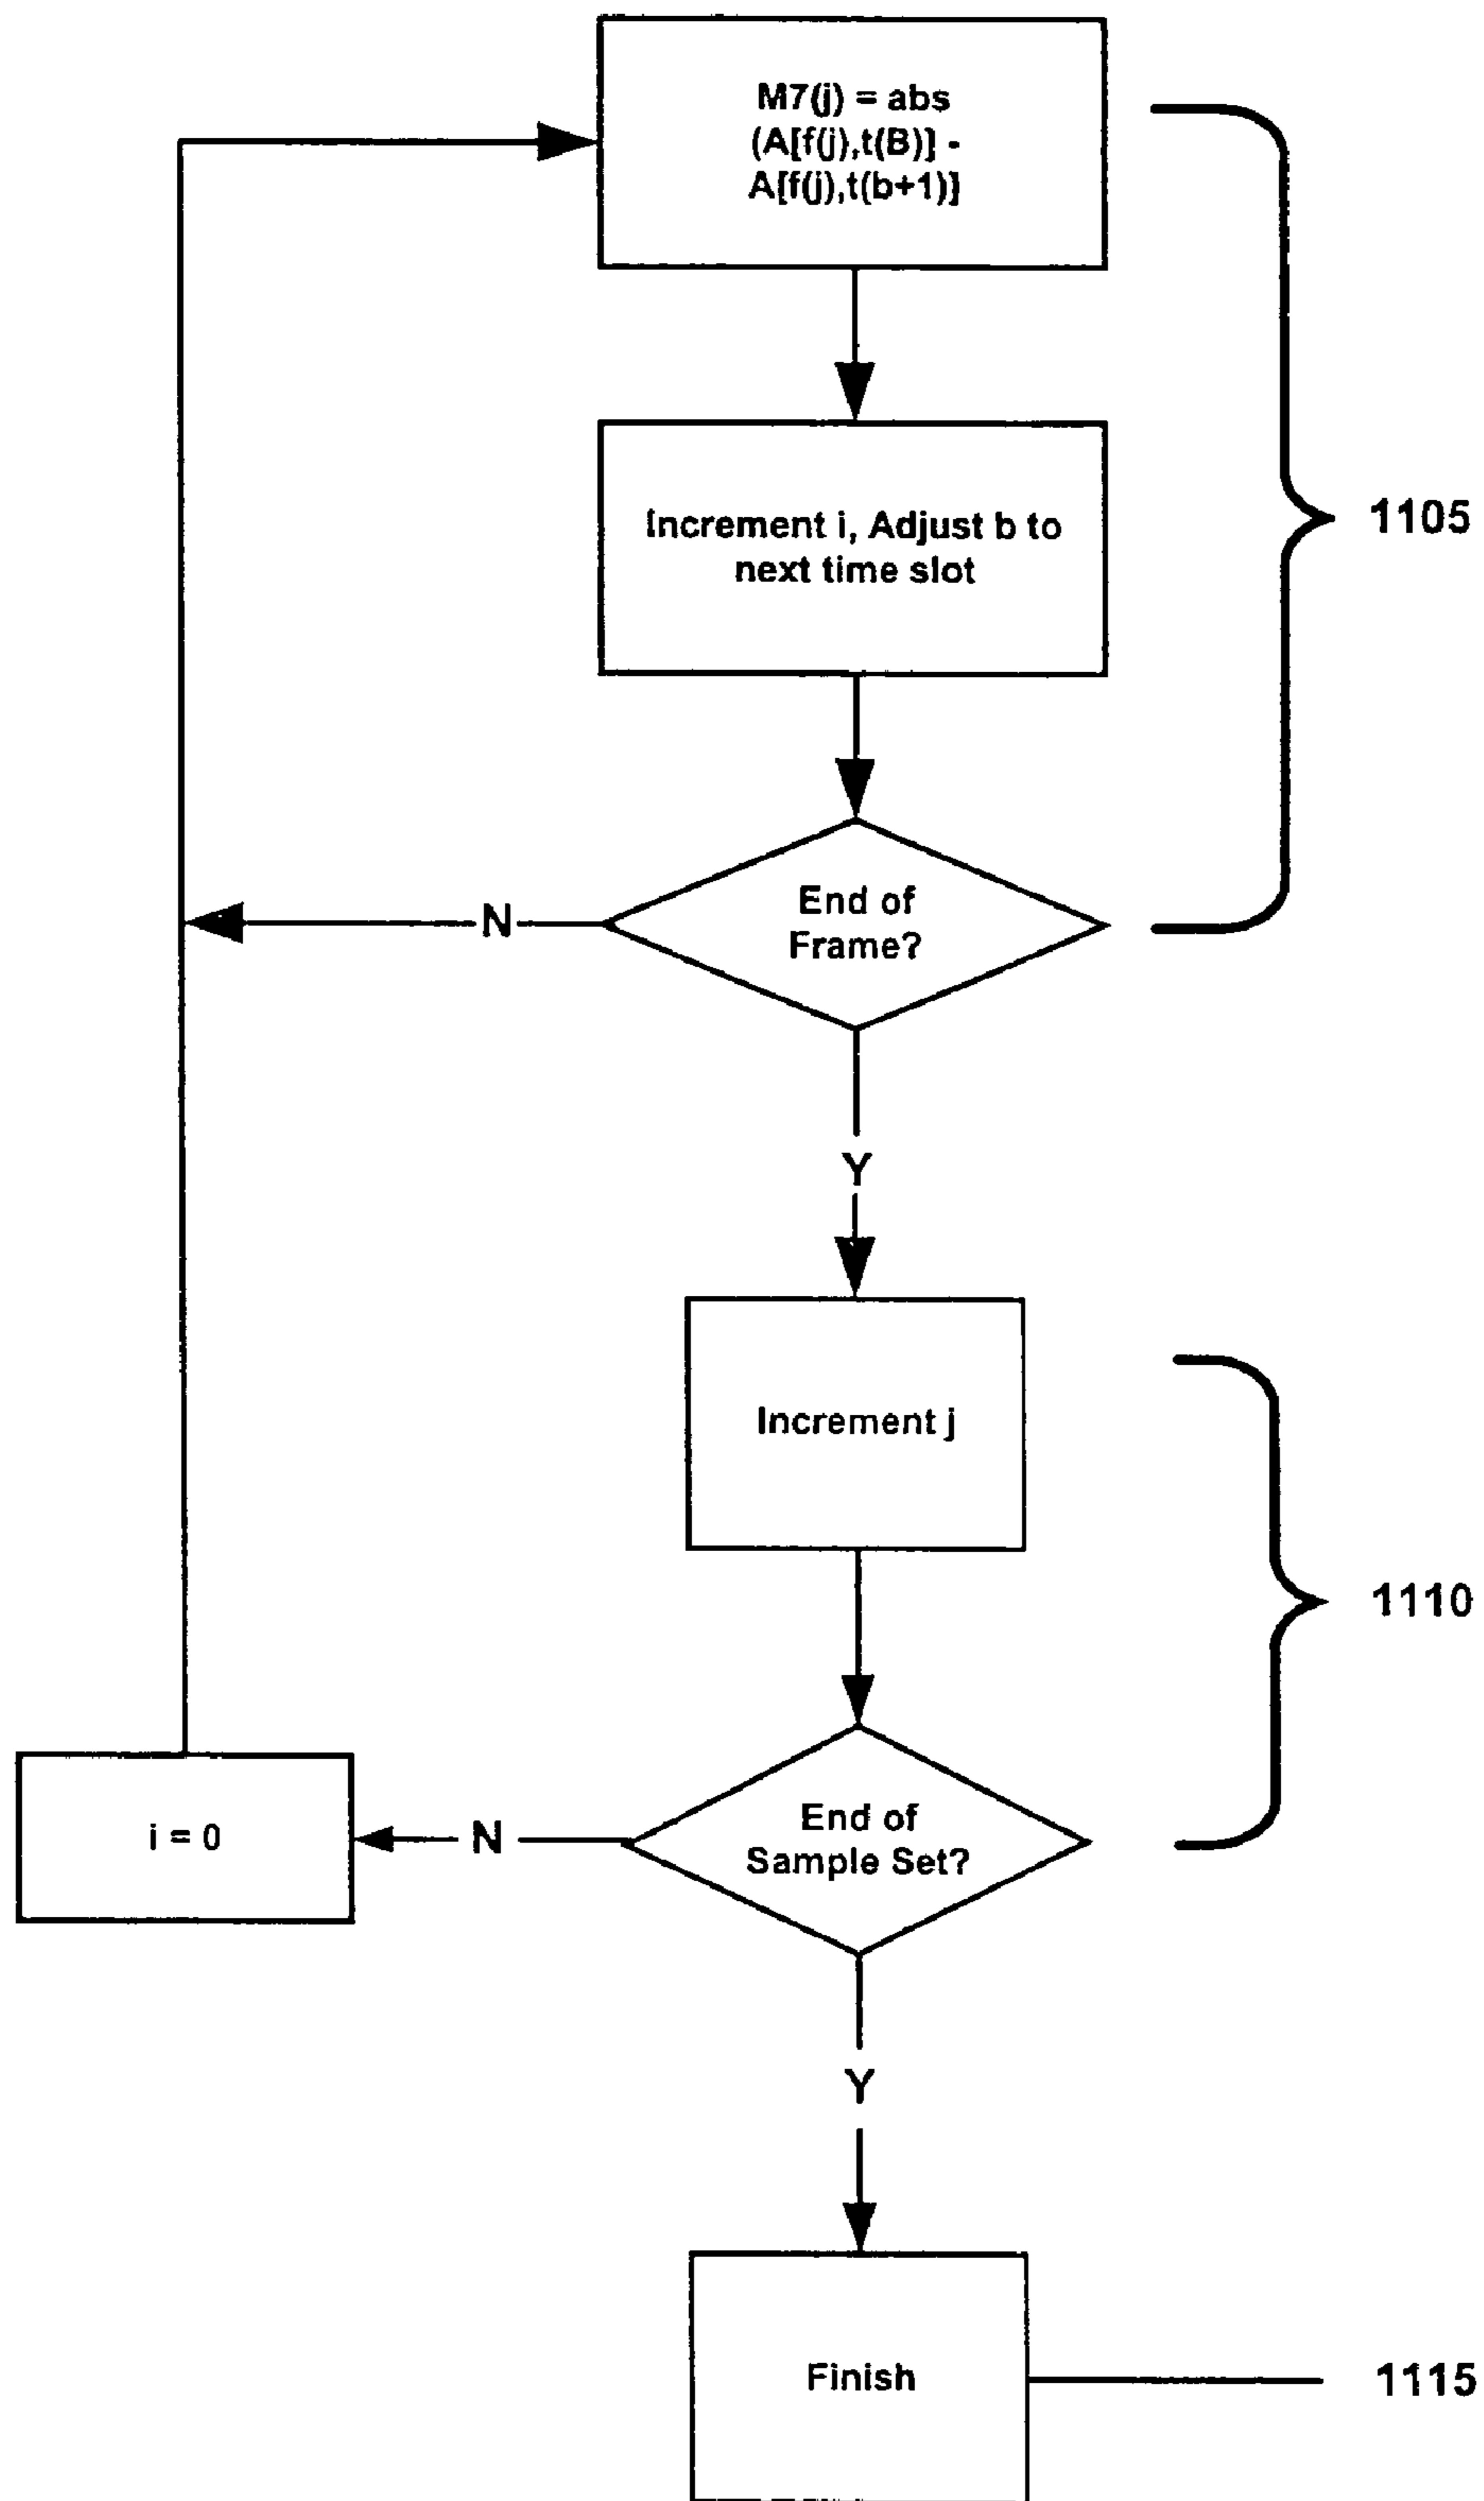 M7(j) = abs
(A[f(j),t(B)] -
A[f(j),t(b+1)]
1105
Increment i, Adjust b to
next time slot
End of
Frame?
N
Y
Increment j
1110
End of
Sample Set?
N
i = 0
Y
Finish
1115